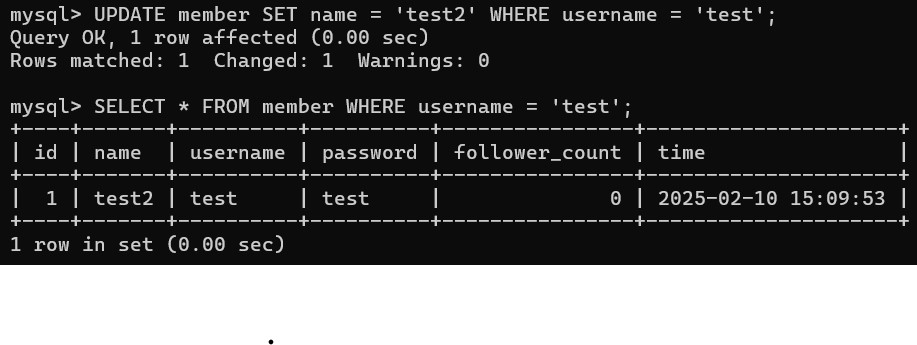 mysql> UPDATE member SET name = 'test2' WHERE username = 'test';
Query OK, 1 row affected (0.00 sec)
Rows matched: 1  Changed: 1  Warnings: 0

mysql> SELECT * FROM member WHERE username = 'test';
+----+-------+----------+----------+----------------+---------------------+
| id | name  | username | password | follower_count | time                |
+----+-------+----------+----------+----------------+---------------------+
|  1 | test2 | test     | test     |              0 | 2025-02-10 15:09:53 |
+----+-------+----------+----------+----------------+---------------------+
1 row in set (0.00 sec)
.